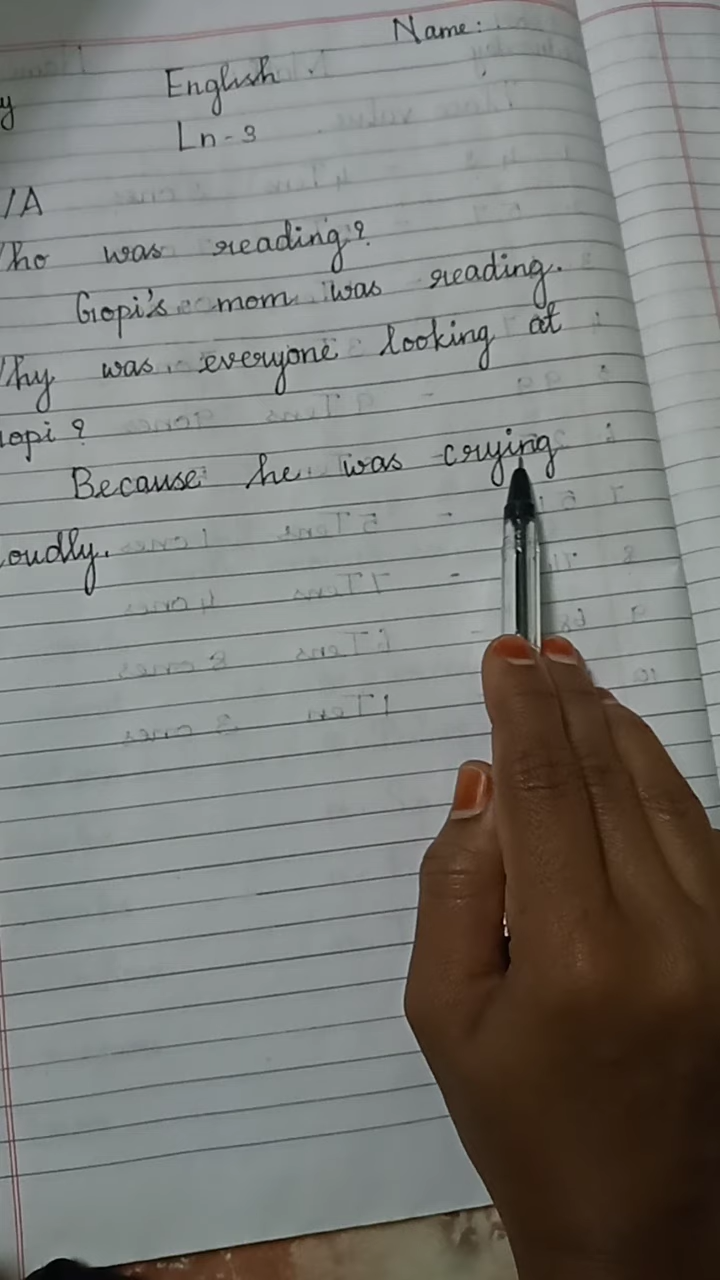 Name:
y English
Ln-3
/A
ho was reading?
Gopi's mom was reading.
hy was everyone looking at
opi?
Because he was crying
oudly.